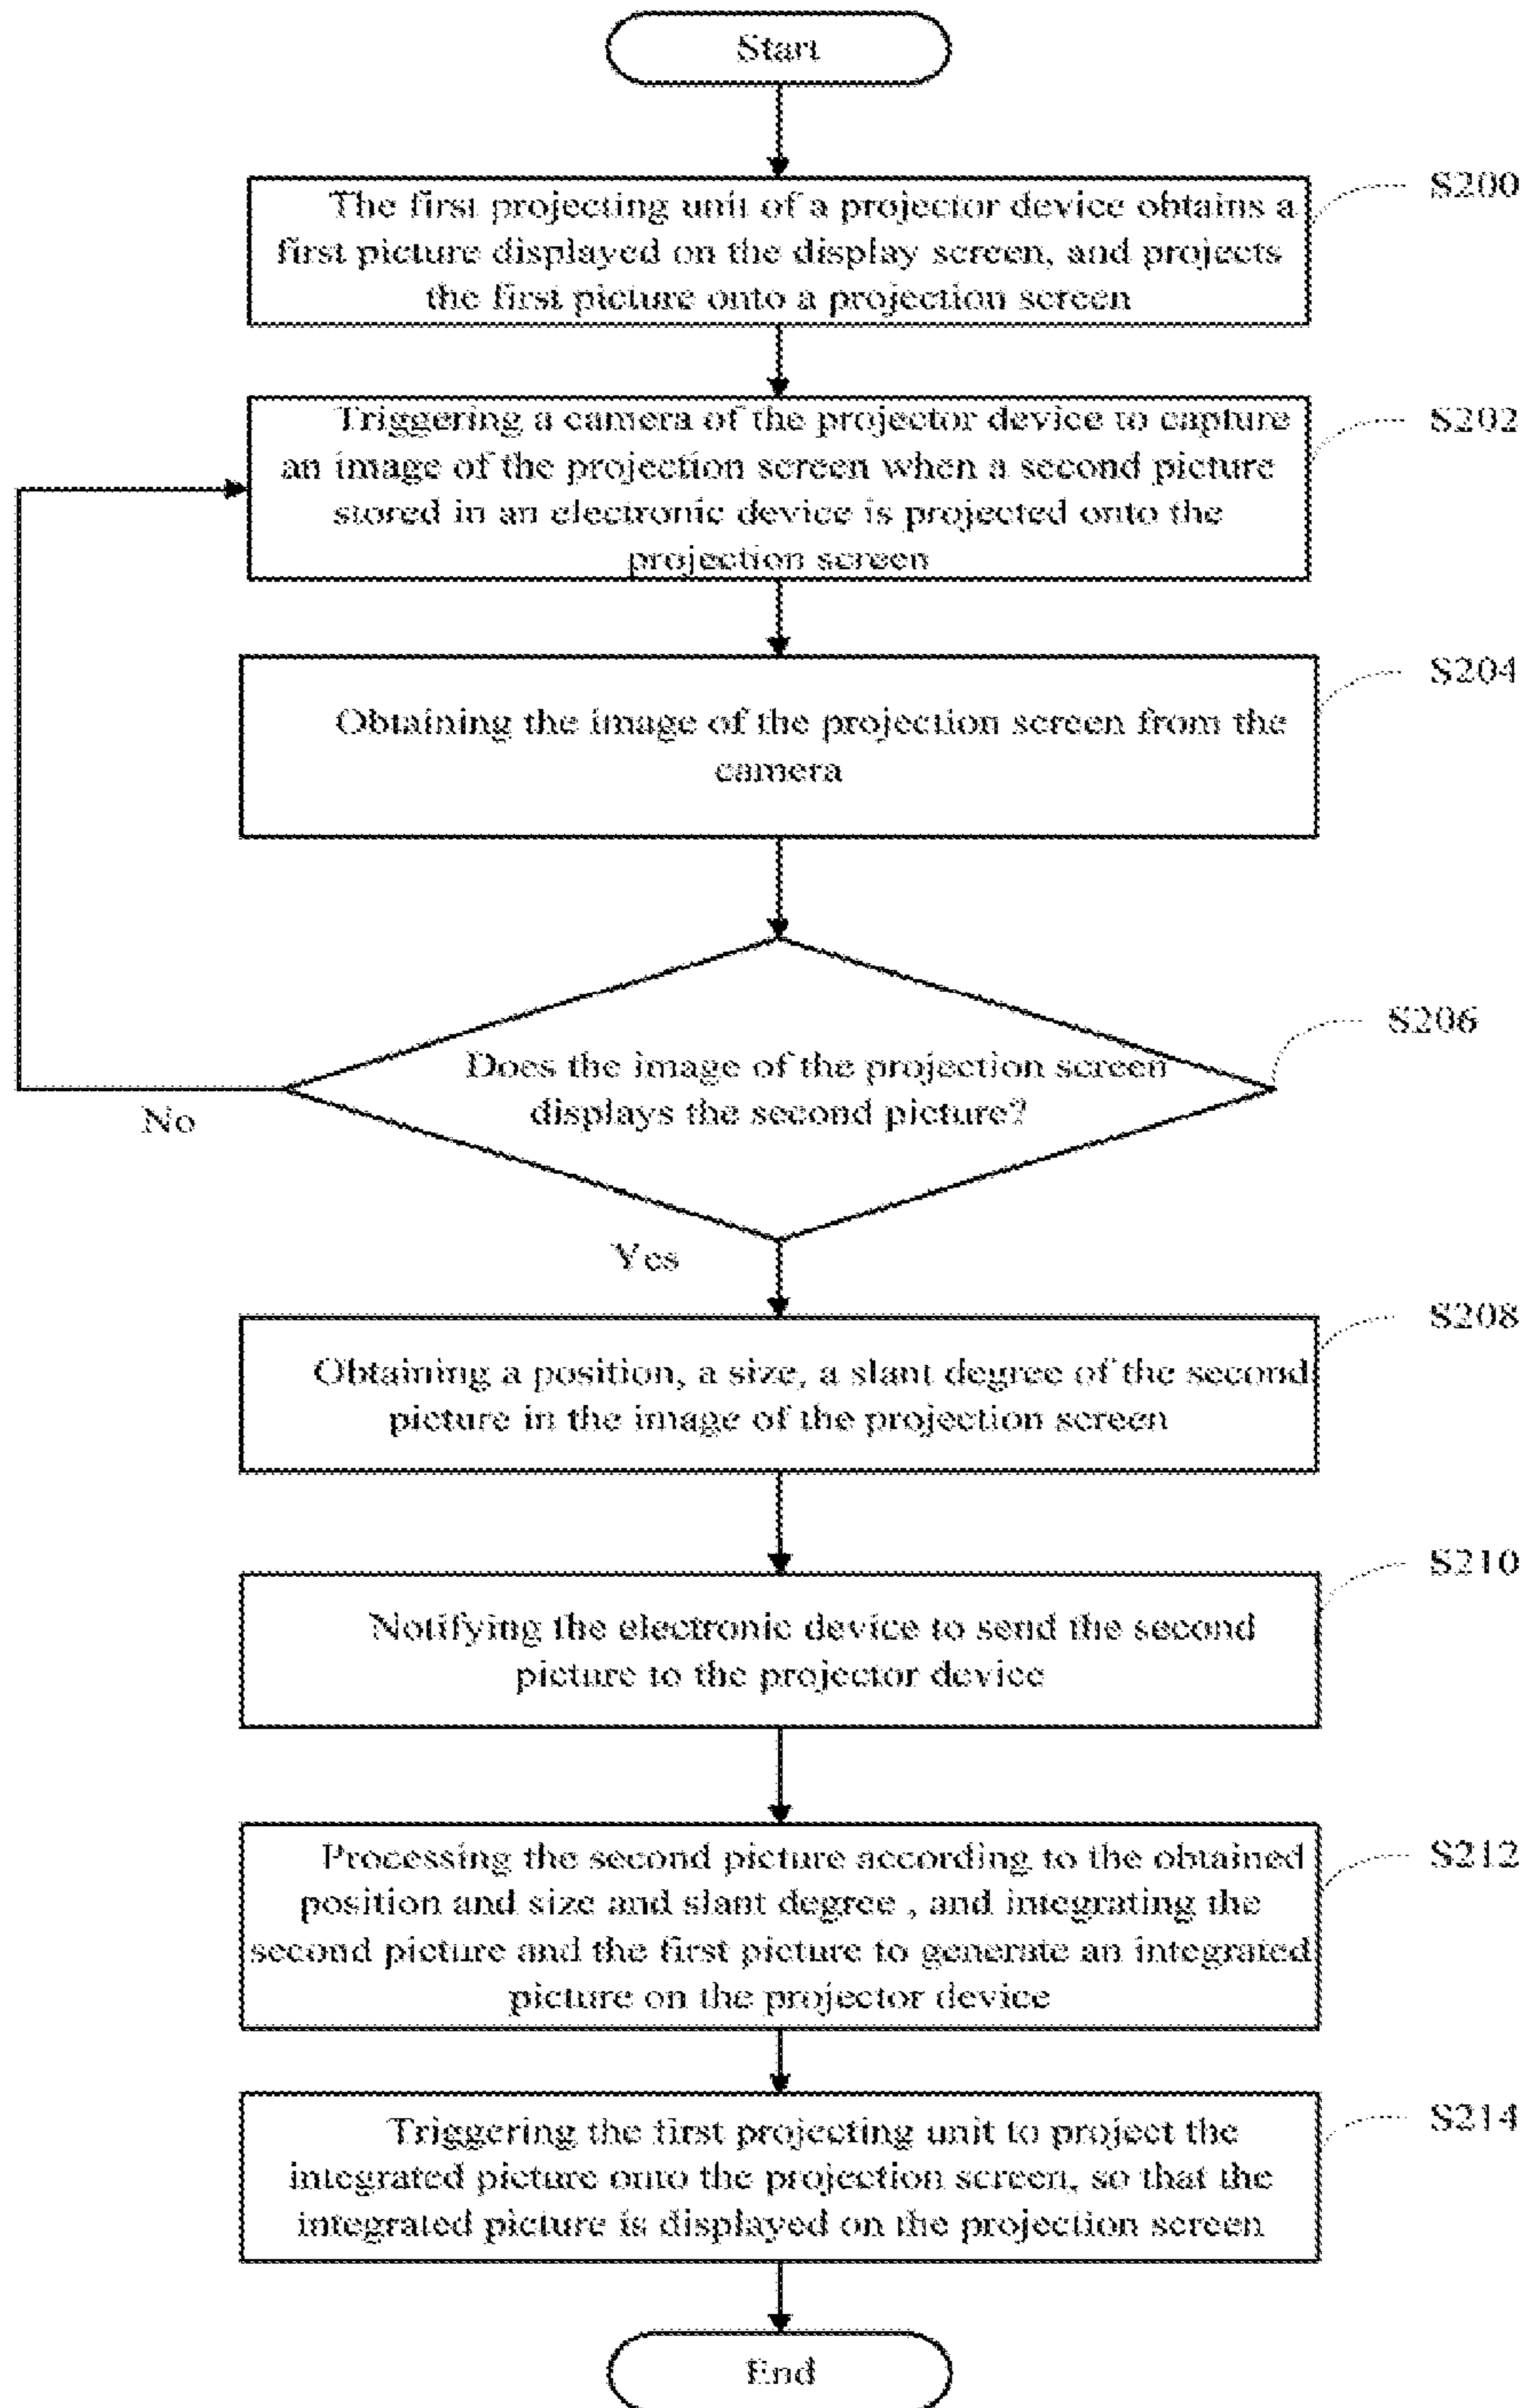 Start
The first projecting unit of a projector device obtains a
first picture displayed on the display screen, and projects
the first picture onto a projection screen
S200
Triggering a camera of the projector device to capture
an image of the projection screen when a second picture
stored in an electronic device is projected onto the
projection screen
S202
Obtaining the image of the projection screen from the
camera
S204
Does the image of the projection screen
displays the second picture?
S206
No
Yes
Obtaining a position, a size, a slant degree of the second
picture in the image of the projection screen
S208
Notifying the electronic device to send the second
picture to the projector device
S210
Processing the second picture according to the obtained
position and size and slant degree , and integrating the
second picture and the first picture to generate an integrated
picture on the projector device
S212
Triggering the first projecting unit to project the
integrated picture onto the projection screen, so that the
integrated picture is displayed on the projection screen
S214
End